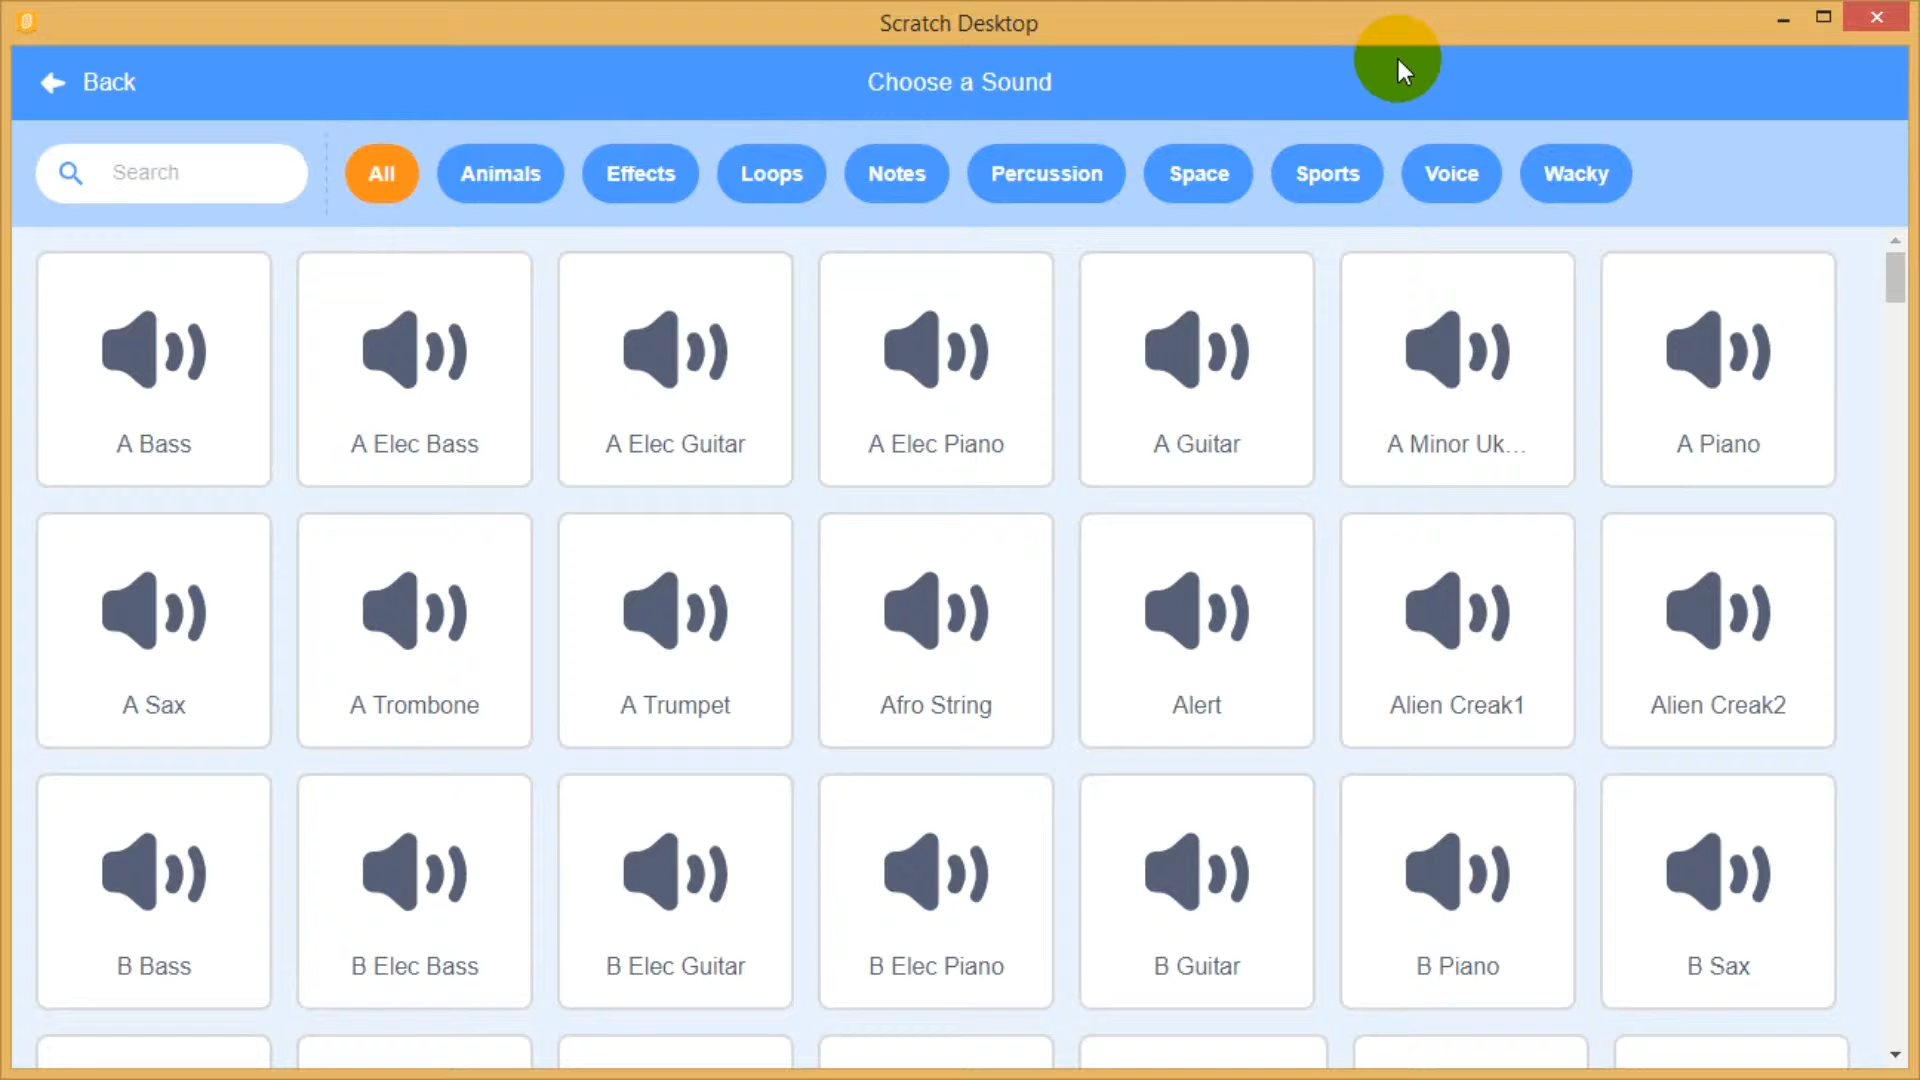 Scratch Desktop
Back
Choose a Sound
Search
All Animals Effects Loops Notes Percussion Space Sports Voice Wacky
A Bass A Elec Bass A Elec Guitar A Elec Piano A Guitar A Minor Uk... A Piano
A Sax A Trombone A Trumpet Afro String Alert Alien Creak1 Alien Creak2
B Bass B Elec Bass B Elec Guitar B Elec Piano B Guitar B Piano B Sax